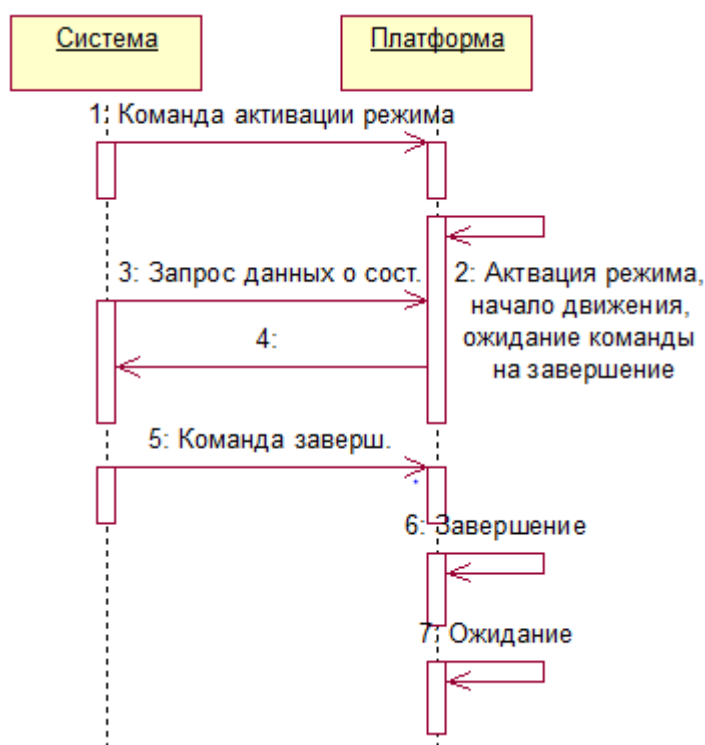 Система
Платформа
1: Команда активации режима
3: Запрос данных о сост.
2: Актвация режима,
начало движения,
ожидание команды
на завершение
4:
5: Команда заверш.
6: Завершение
7: Ожидание